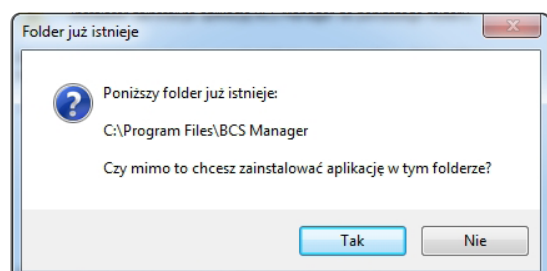 Folder już istnieje
Poniższy folder już istnieje:
C:\Program Files\BCS Manager
Czy mimo to chcesz zainstalować aplikację w tym folderze?
Tak
Nie